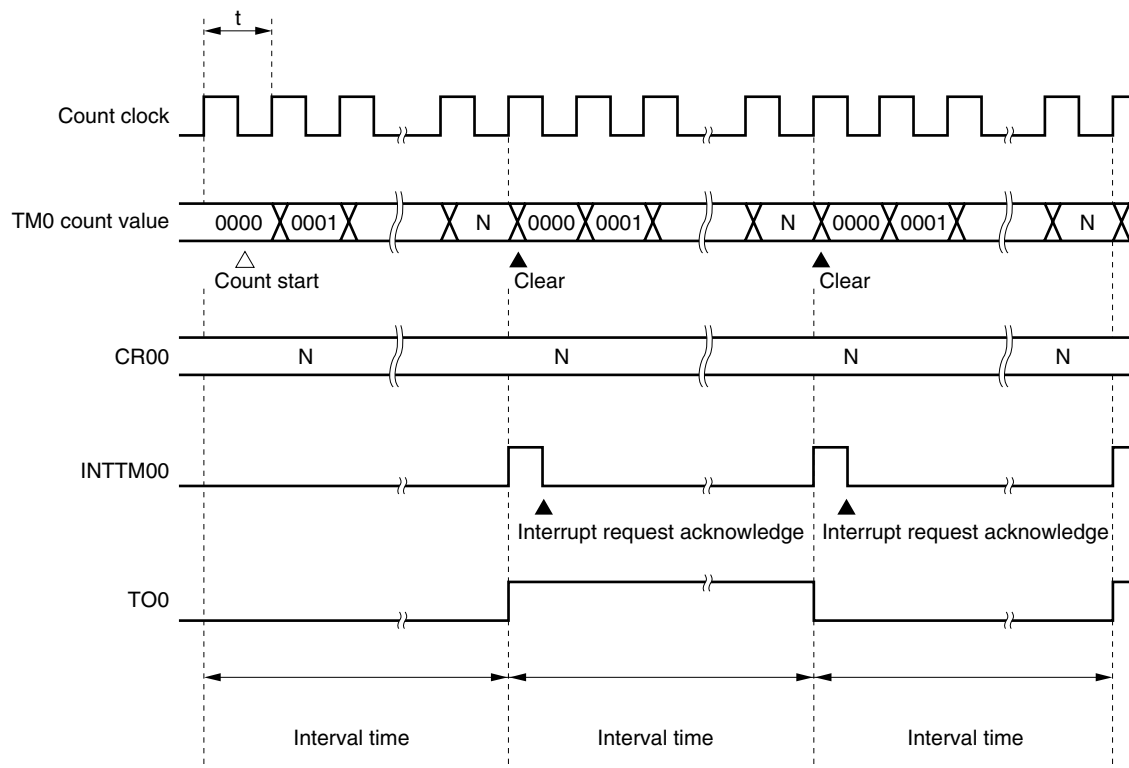 t
Count clock
TM0 count value 0000 0001 N 0000 0001 N 0000 0001 N
Count start Clear Clear
CR00 N N N N
INTTM00
Interrupt request acknowledge Interrupt request acknowledge
TO0
Interval time Interval time Interval time